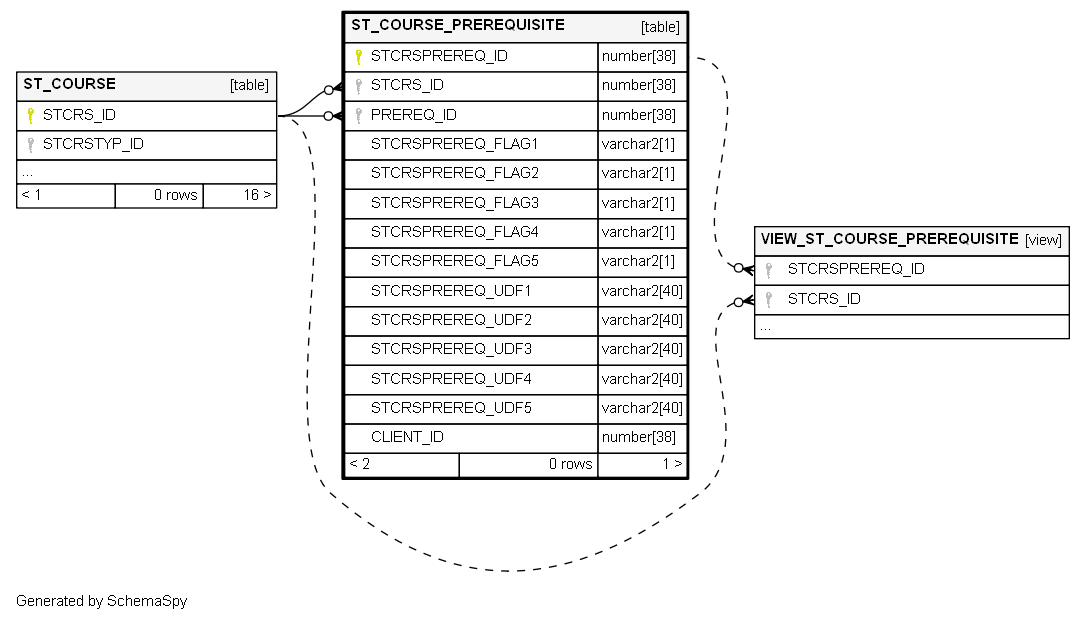 ST_COURSE [table]
STCRS_ID
STCRSTYP_ID
...
< 1 0 rows 16 >
ST_COURSE_PREREQUISITE [table]
STCRSPREREQ_ID number[38]
STCRS_ID number[38]
PREREQ_ID number[38]
STCRSPREREQ_FLAG1 varchar2[1]
STCRSPREREQ_FLAG2 varchar2[1]
STCRSPREREQ_FLAG3 varchar2[1]
STCRSPREREQ_FLAG4 varchar2[1]
STCRSPREREQ_FLAG5 varchar2[1]
STCRSPREREQ_UDF1 varchar2[40]
STCRSPREREQ_UDF2 varchar2[40]
STCRSPREREQ_UDF3 varchar2[40]
STCRSPREREQ_UDF4 varchar2[40]
STCRSPREREQ_UDF5 varchar2[40]
CLIENT_ID number[38]
< 2 0 rows 1 >
VIEW_ST_COURSE_PREREQUISITE [view]
STCRSPREREQ_ID
STCRS_ID
...
Generated by SchemaSpy